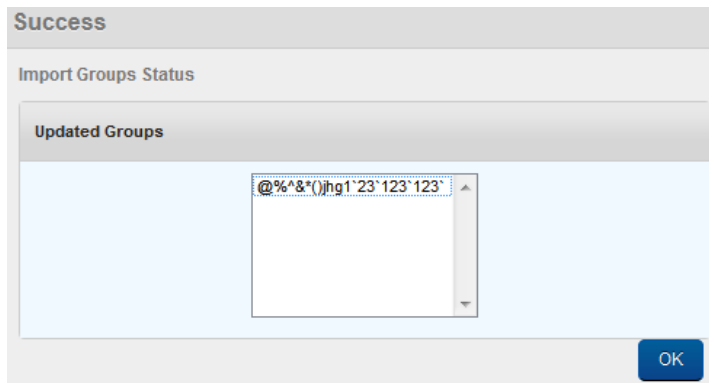 Success
Import Groups Status
Updated Groups
@%^&*()jhg1`23`123`123`
OK